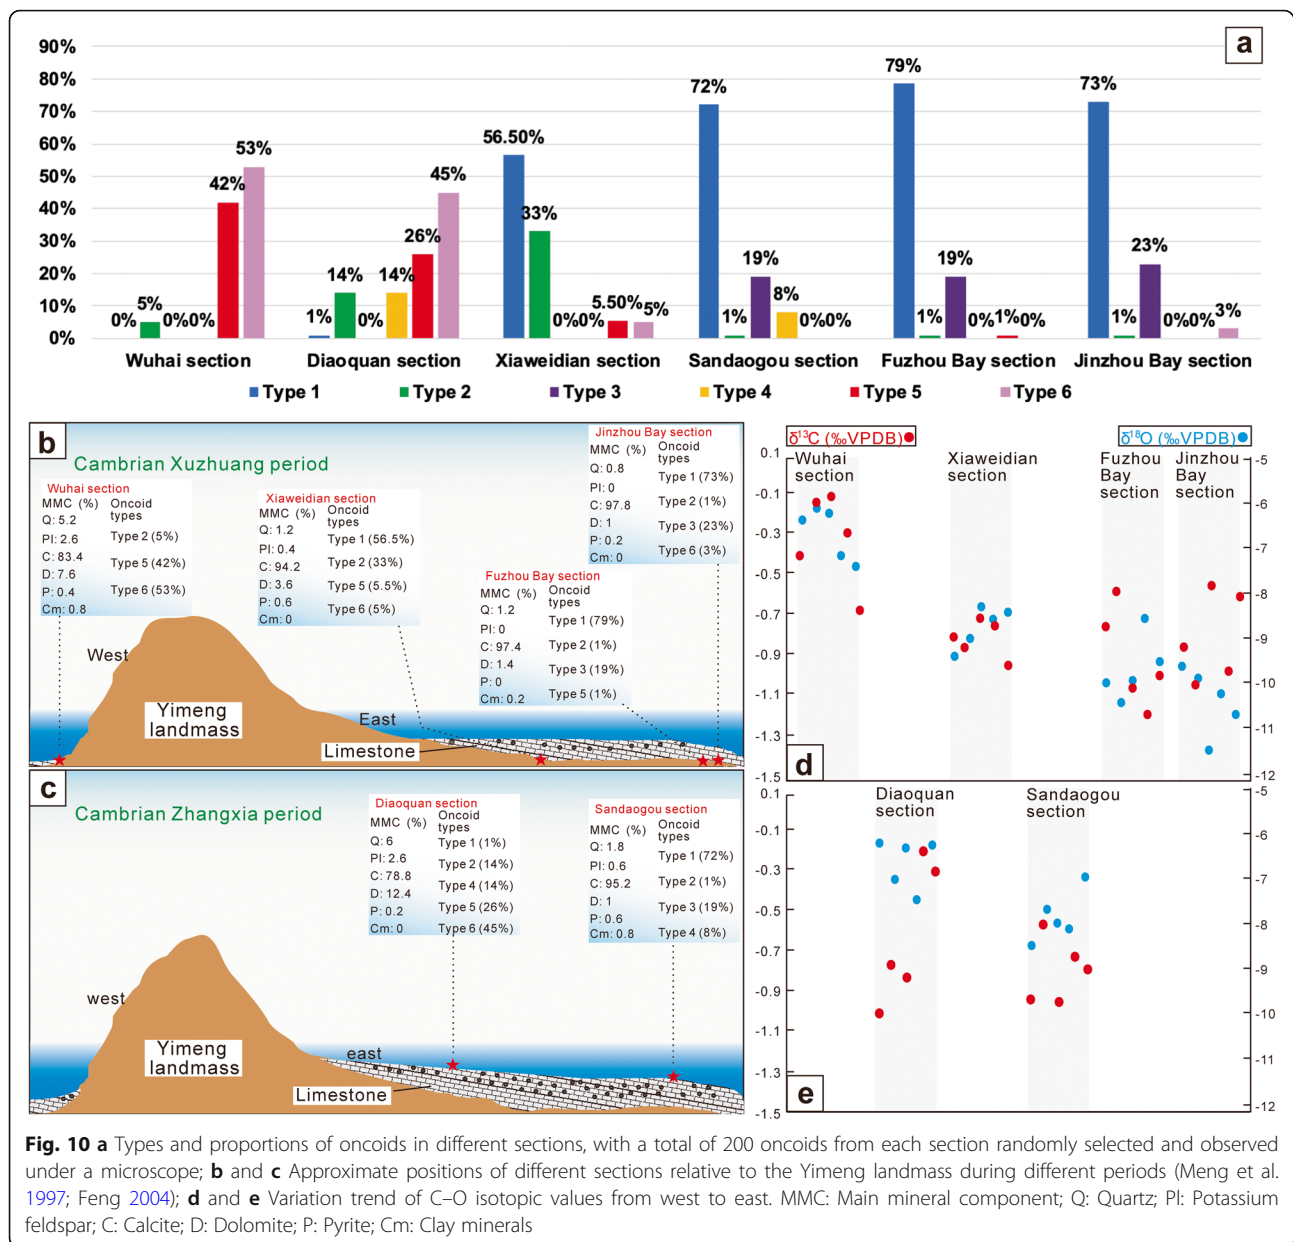 a
90%
80%
70%
60%
50%
40%
30%
20%
10%
0%
0% 5% 0% 0% 42% 53%
1% 14% 0% 14% 26% 45%
56.50% 33% 0% 0% 5.50% 5%
72% 1% 19% 8% 0% 0%
79% 1% 19% 0% 1% 0%
73% 1% 23% 0% 0% 3%
Wuhai section Diaoquan section Xiaweidian section Sandaogou section Fuzhou Bay section Jinzhou Bay section
Type 1 Type 2 Type 3 Type 4 Type 5 Type 6
b
Cambrian Xuzhuang period
Wuhai section
MMC (%) Oncoid
types
Q: 5.2
Type 2 (5%)
PI: 2.6
C: 83.4
Type 5 (42%)
D: 7.6
P: 0.4
Type 6 (53%)
Cm: 0.8
Xiaweidian section
MMC (%) Oncoid
types
Q: 1.2
Type 1 (56.5%)
PI: 0.4
C: 94.2
Type 2 (33%)
D: 3.6
Type 5 (5.5%)
P: 0.6
Type 6 (5%)
Cm: 0
Fuzhou Bay section
MMC (%) Oncoid
types
Q: 1.2
Type 1 (79%)
PI: 0
C: 97.4
Type 2 (1%)
D: 1.4
Type 3 (19%)
P: 0
Type 5 (1%)
Cm: 0.2
Jinzhou Bay section
MMC (%) Oncoid
types
Q: 0.8
Type 1 (73%)
PI: 0
C: 97.8
Type 2 (1%)
D: 1
Type 3 (23%)
P: 0.2
Type 6 (3%)
Cm: 0
West
Yimeng
landmass
East
Limestone
c
Cambrian Zhangxia period
Diaoquan section
MMC (%) Oncoid
types
Q: 6
Type 1 (1%)
PI: 2.6
Type 2 (14%)
C: 78.8
Type 4 (14%)
D: 12.4
Type 5 (26%)
P: 0.2
Type 6 (45%)
Cm: 0
Sandaogou section
MMC (%) Oncoid
types
Q: 1.8
Type 1 (72%)
PI: 0.6
C: 95.2
Type 2 (1%)
D: 1
Type 3 (19%)
P: 0.6
Cm: 0.8
Type 4 (8%)
west
Yimeng
landmass
east
Limestone
δ¹³C (‰VPDB) δ¹⁸O (‰VPDB)
Wuhai
section
Xiaweidian
section
Fuzhou
Bay
section
Jinzhou
Bay
section
0.1
-0.1
-0.3
-0.5
-0.7
-0.9
-1.1
-1.3
-1.5
-5
-6
-7
-8
-9
-10
-11
-12
d
Diaoquan
section
Sandaogou
section
0.1
-0.1
-0.3
-0.5
-0.7
-0.9
-1.1
-1.3
-1.5
-5
-6
-7
-8
-9
-10
-11
-12
e
Fig. 10 a Types and proportions of oncoids in different sections, with a total of 200 oncoids from each section randomly selected and observed
under a microscope; b and c Approximate positions of different sections relative to the Yimeng landmass during different periods (Meng et al.
1997; Feng 2004); d and e Variation trend of C–O isotopic values from west to east. MMC: Main mineral component; Q: Quartz; Pl: Potassium
feldspar; C: Calcite; D: Dolomite; P: Pyrite; Cm: Clay minerals